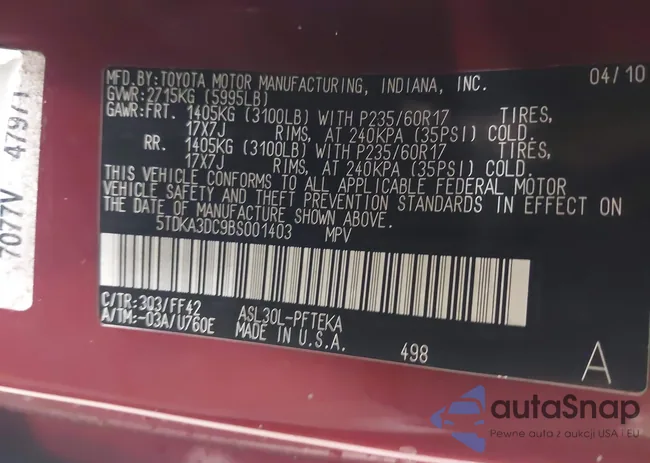 MFD.BY:TOYOTA MOTOR MANUFACTURING, INDIANA, INC. 04/10
GVWR:2715KG (5995LB)
GAWR:FRT. 1405KG (3100LB) WITH P235/60R17 TIRES,
17X7J RIMS, AT 240KPA (35PSI) COLD.
RR. 1405KG (3100LB) WITH P235/60R17 TIRES,
17X7J RIMS, AT 240KPA (35PSI) COLD.
THIS VEHICLE CONFORMS TO ALL APPLICABLE FEDERAL MOTOR
VEHICLE SAFETY AND THEFT PREVENTION STANDARDS IN EFFECT ON
THE DATE OF MANUFACTURE SHOWN ABOVE.
5TDKA3DC9BS001403 MPV
C/TR:3Q3/FF42 ASL30L-PFTEKA
A/TM:-03A/U760E MADE IN U.S.A.
498 A
7077V 47971
autaSnap
Pewne auta z aukcji USA i EU